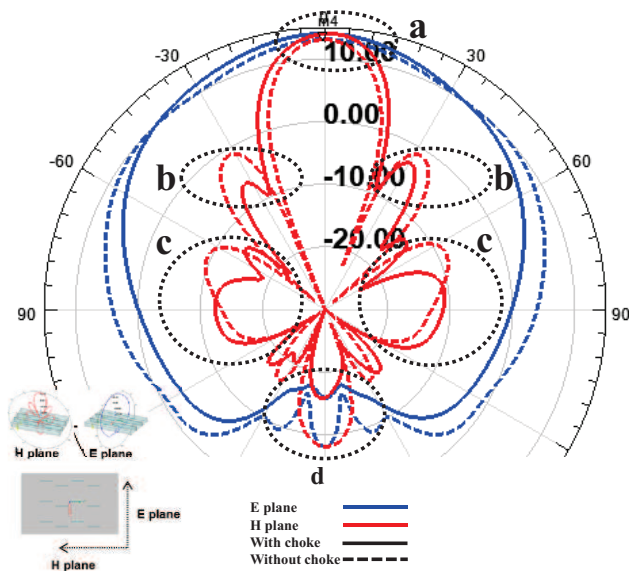 m4
a
10.00
-30
30
0.00
-60
60
b
-10.00
b
c
-20.00
c
90
90
d
H plane
E plane
E plane
H plane
E plane
H plane
With choke
Without choke